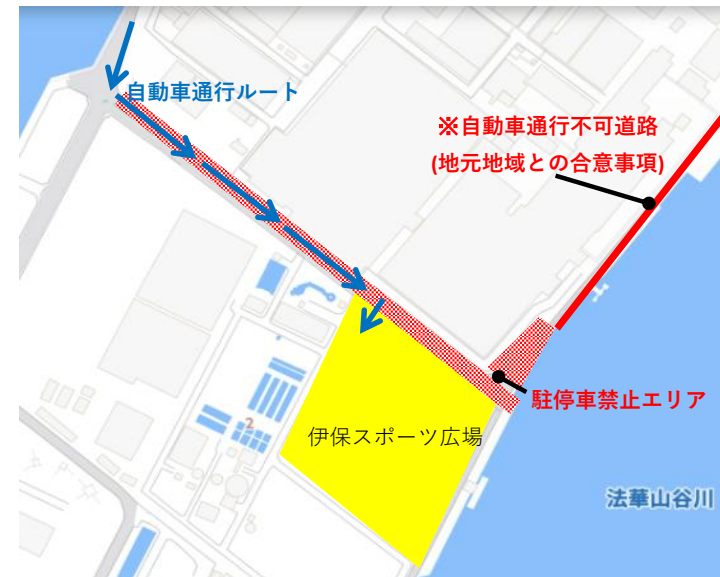 自動車通行ルート
※自動車通行不可道路
(地元地域との合意事項)
駐停車禁止エリア
2
伊保スポーツ広場
法華山谷川